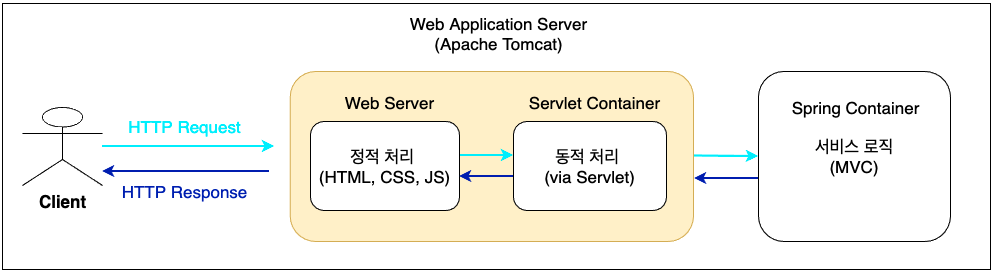 Web Application Server
(Apache Tomcat)
Web Server
Servlet Container
Spring Container
HTTP Request
정적 처리
(HTML, CSS, JS)
동적 처리
(via Servlet)
서비스 로직
(MVC)
HTTP Response
Client